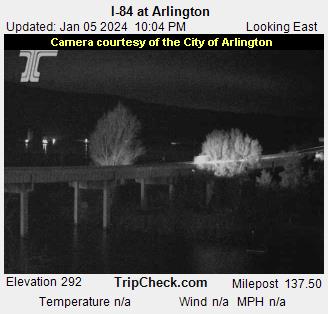 I-84 at Arlington
Updated: Jan 05 2024 10:04 PM Looking East
Camera courtesy of the City of Arlington
Elevation 292 TripCheck.com Milepost 137.50
Temperature n/a Wind n/a MPH n/a